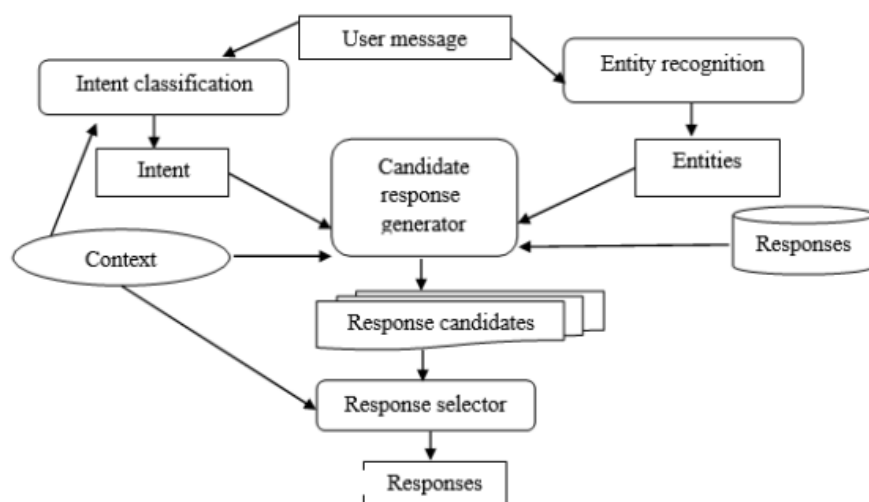 User message
Intent classification
Entity recognition
Intent
Candidate
response
generator
Entities
Context
Responses
Response candidates
Response selector
Responses